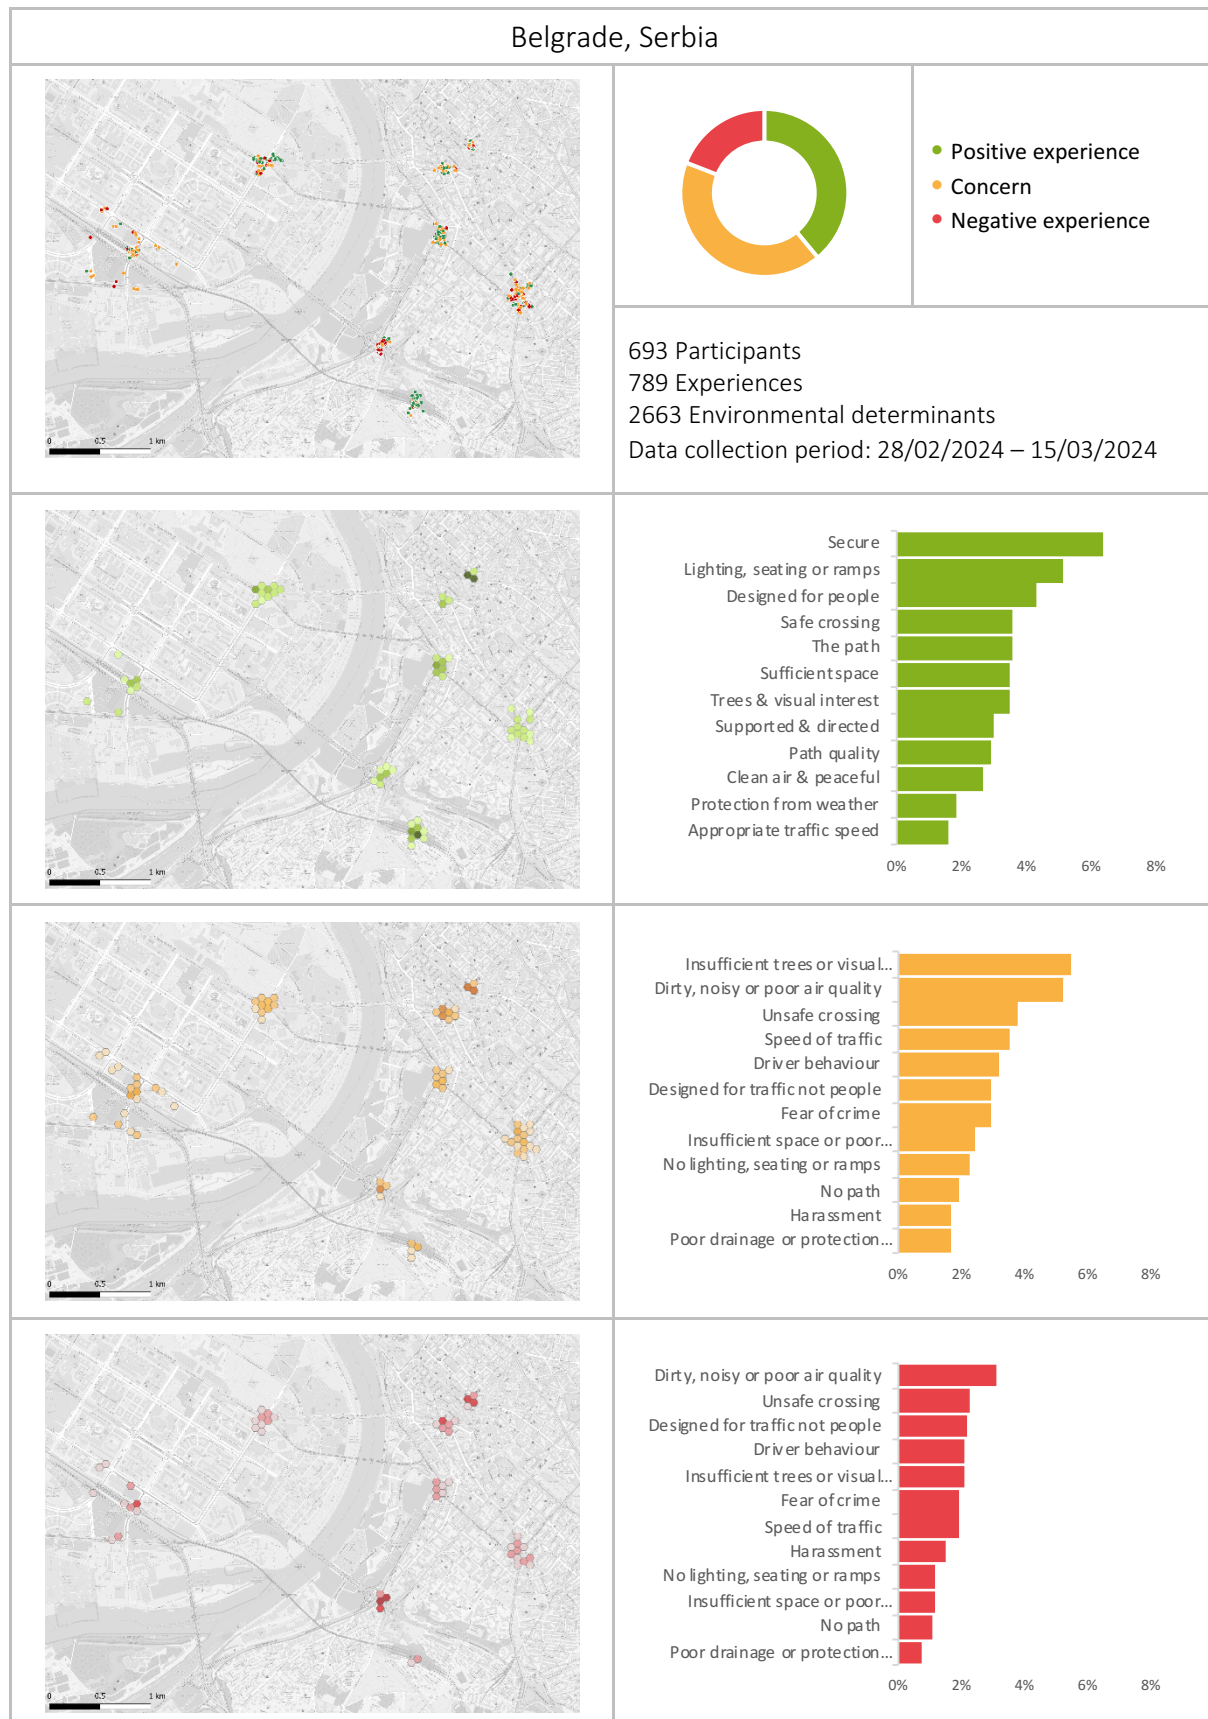 Belgrade, Serbia
0 0.5 1 km
Positive experience
Concern
Negative experience
693 Participants
789 Experiences
2663 Environmental determinants
Data collection period: 28/02/2024 – 15/03/2024
0 0.5 1 km
Secure
Lighting, seating or ramps
Designed for people
Safe crossing
The path
Sufficient space
Trees & visual interest
Supported & directed
Path quality
Clean air & peaceful
Protection from weather
Appropriate traffic speed
0% 2% 4% 6% 8%
0 0.5 1 km
Insufficient trees or visual...
Dirty, noisy or poor air quality
Unsafe crossing
Speed of traffic
Driver behaviour
Designed for traffic not people
Fear of crime
Insufficient space or poor...
No lighting, seating or ramps
No path
Harassment
Poor drainage or protection...
0% 2% 4% 6% 8%
0 0.5 1 km
Dirty, noisy or poor air quality
Unsafe crossing
Designed for traffic not people
Driver behaviour
Insufficient trees or visual...
Fear of crime
Speed of traffic
Harassment
No lighting, seating or ramps
Insufficient space or poor...
No path
Poor drainage or protection...
0% 2% 4% 6% 8%